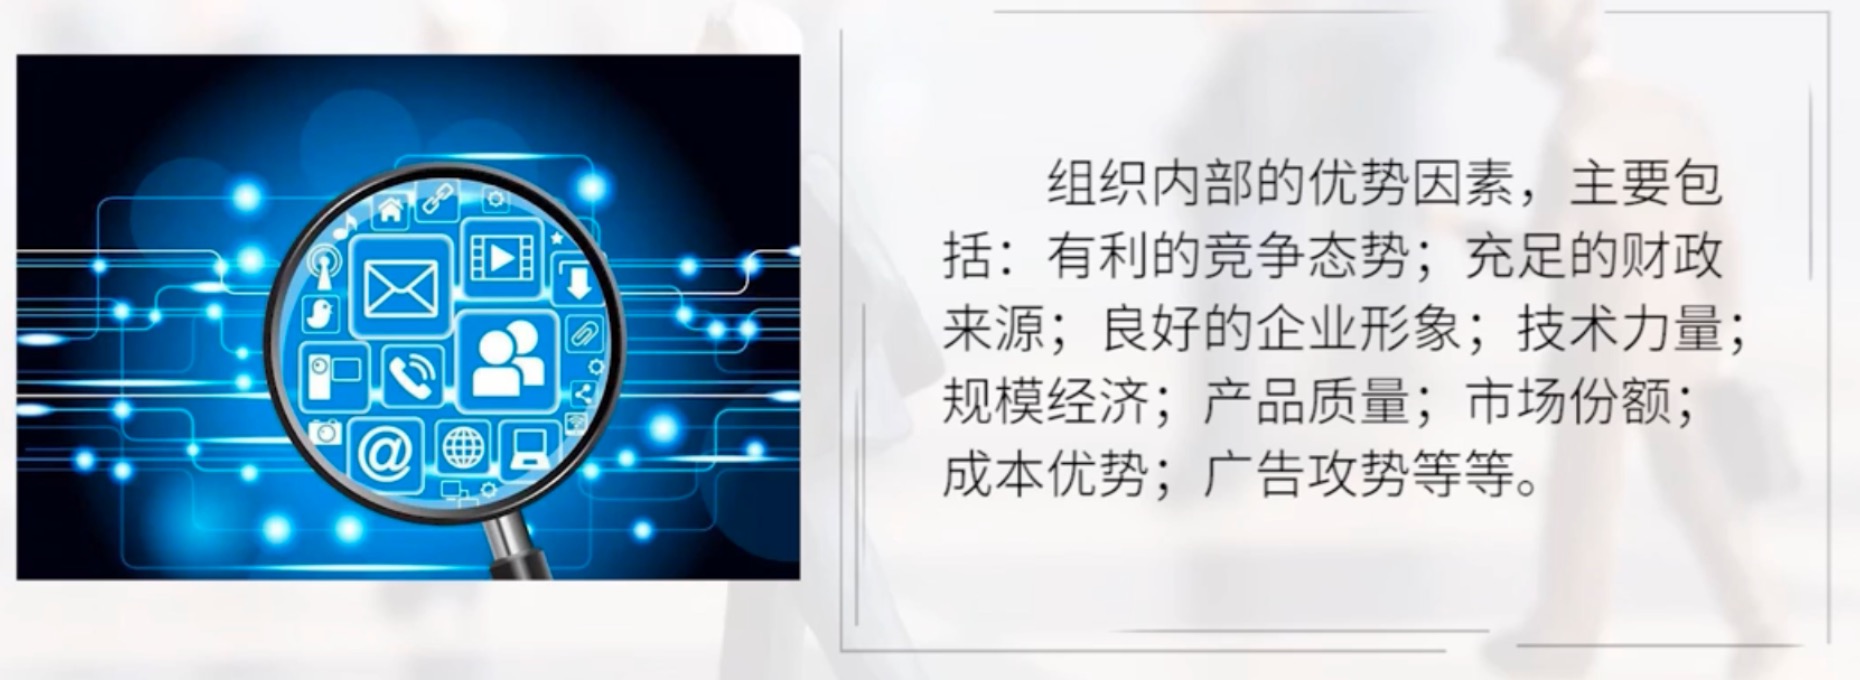 组织内部的优势因素，主要包
括：有利的竞争态势；充足的财政
来源；良好的企业形象；技术力量；
规模经济；产品质量；市场份额；
成本优势；广告攻势等等。
@